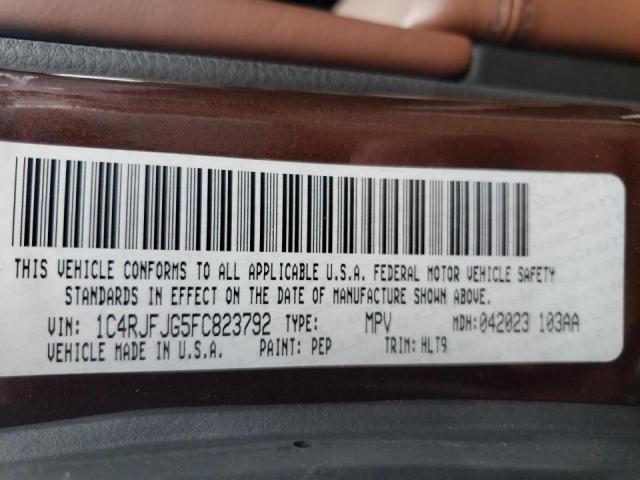 THIS VEHICLE CONFORMS TO ALL APPLICABLE U.S.A. FEDERAL MOTOR VEHICLE SAFETY
STANDARDS IN EFFECT ON THE DATE OF MANUFACTURE SHOWN ABOVE.
VIN: 1C4RJFJG5FC823792 TYPE: MPV MDH:042023 103AA
VEHICLE MADE IN U.S.A. PAINT: PEP TRIM: HLT9